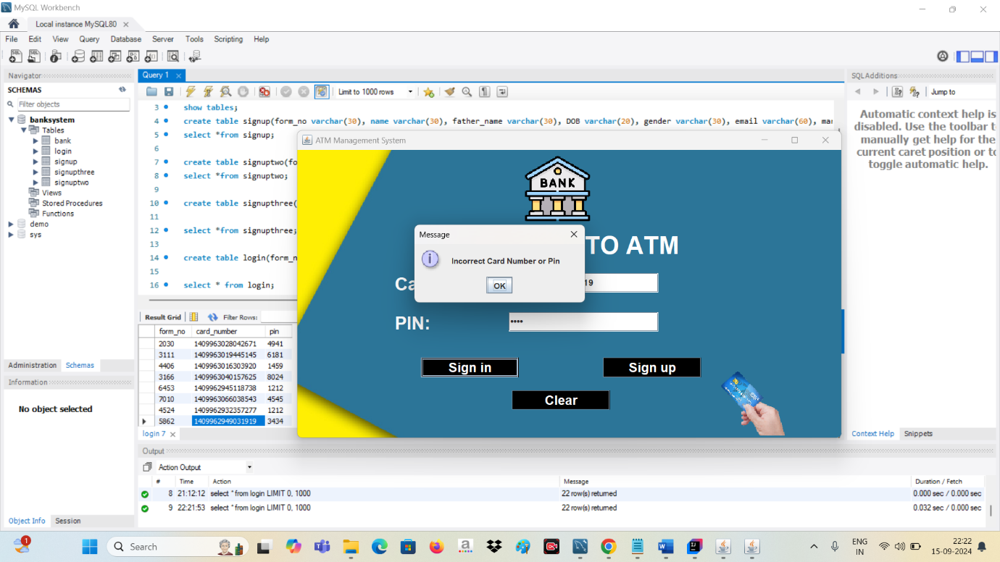 MySQL Workbench
Local instance MySQL80
File Edit View Query Database Server Tools Scripting Help
Navigator
SCHEMAS
Filter objects
banksystem
Tables
bank
login
signup
signupthree
signuptwo
Views
Stored Procedures
Functions
demo
sys
Administration Schemas
Information
No object selected
Object Info Session
Query 1
Limit to 1000 rows
3 show tables;
4 create table signup(form_no varchar(30), name varchar(30), father_name varchar(30), DOB varchar(20), gender varchar(30), email varchar(60), ma
5 select *from signup;
6
7 create table signuptwo(fo
8 select *from signuptwo;
9
10 create table signupthree(
11
12 select *from signupthree;
13
14 create table login(form_n
15
16 select * from login;
Result Grid Filter Rows:
form_no card_number pin
2030 1409963028042671 4941
3111 1409963019445145 6181
4406 1409963016303920 1459
3166 1409963040157625 8024
6453 1409962945118738 1212
7010 1409963066038543 4545
4524 1409962932357277 1212
5862 1409962949031919 3434
login 7
ATM Management System
BANK
TO ATM
Ca
19
PIN:
••••
Sign in
Sign up
Clear
Message
Incorrect Card Number or Pin
OK
SQLAdditions
Jump to
Automatic context help is
disabled. Use the toolbar t
manually get help for the
current caret position or to
toggle automatic help.
Context Help Snippets
Output
Action Output
# Time Action Message Duration / Fetch
8 21:12:12 select * from login LIMIT 0, 1000 22 row(s) returned 0.000 sec / 0.000 sec
9 22:21:53 select * from login LIMIT 0, 1000 22 row(s) returned 0.032 sec / 0.000 sec
1
Search
ENG
IN
22:22
15-09-2024